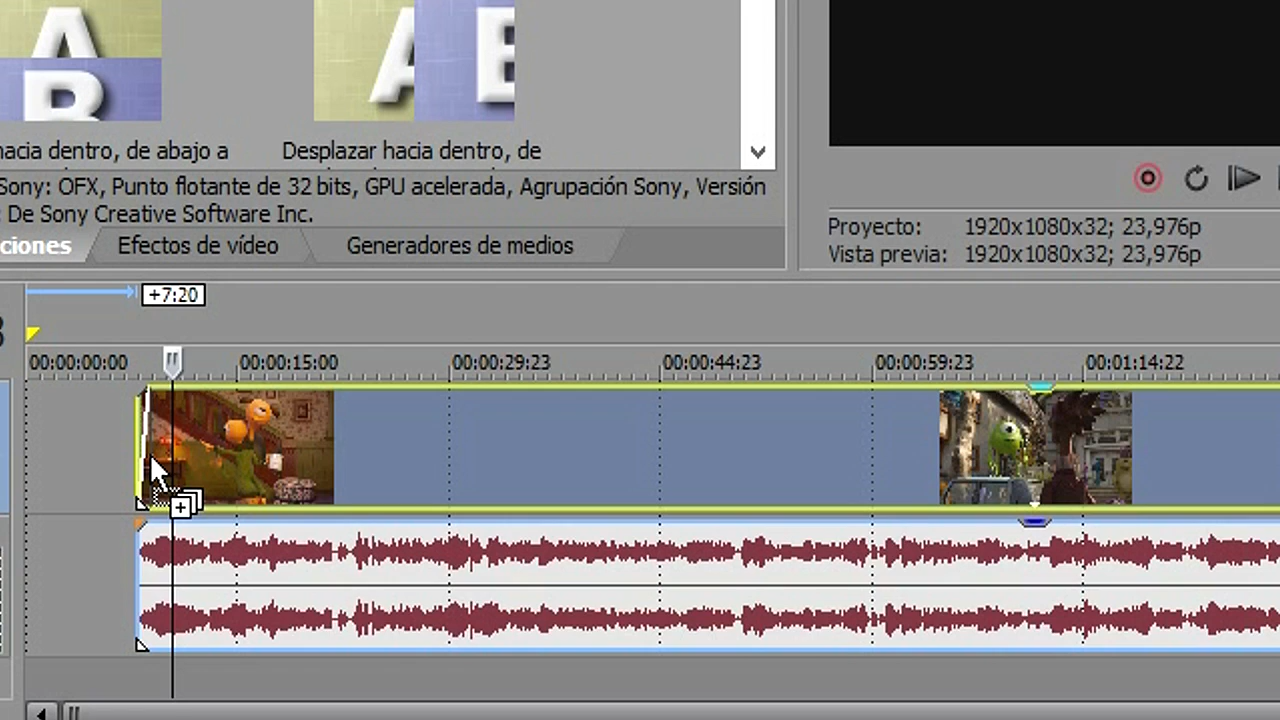 A
B
A
E
hacia dentro, de abajo a
Desplazar hacia dentro, de
Sony: OFX, Punto flotante de 32 bits, GPU acelerada, Agrupación Sony, Versión
: De Sony Creative Software Inc.
ciones
Efectos de vídeo
Generadores de medios
Proyecto: 1920x1080x32; 23,976p
Vista previa: 1920x1080x32; 23,976p
+7:20
00:00:00:00
00:00:15:00
00:00:29:23
00:00:44:23
00:00:59:23
00:01:14:22